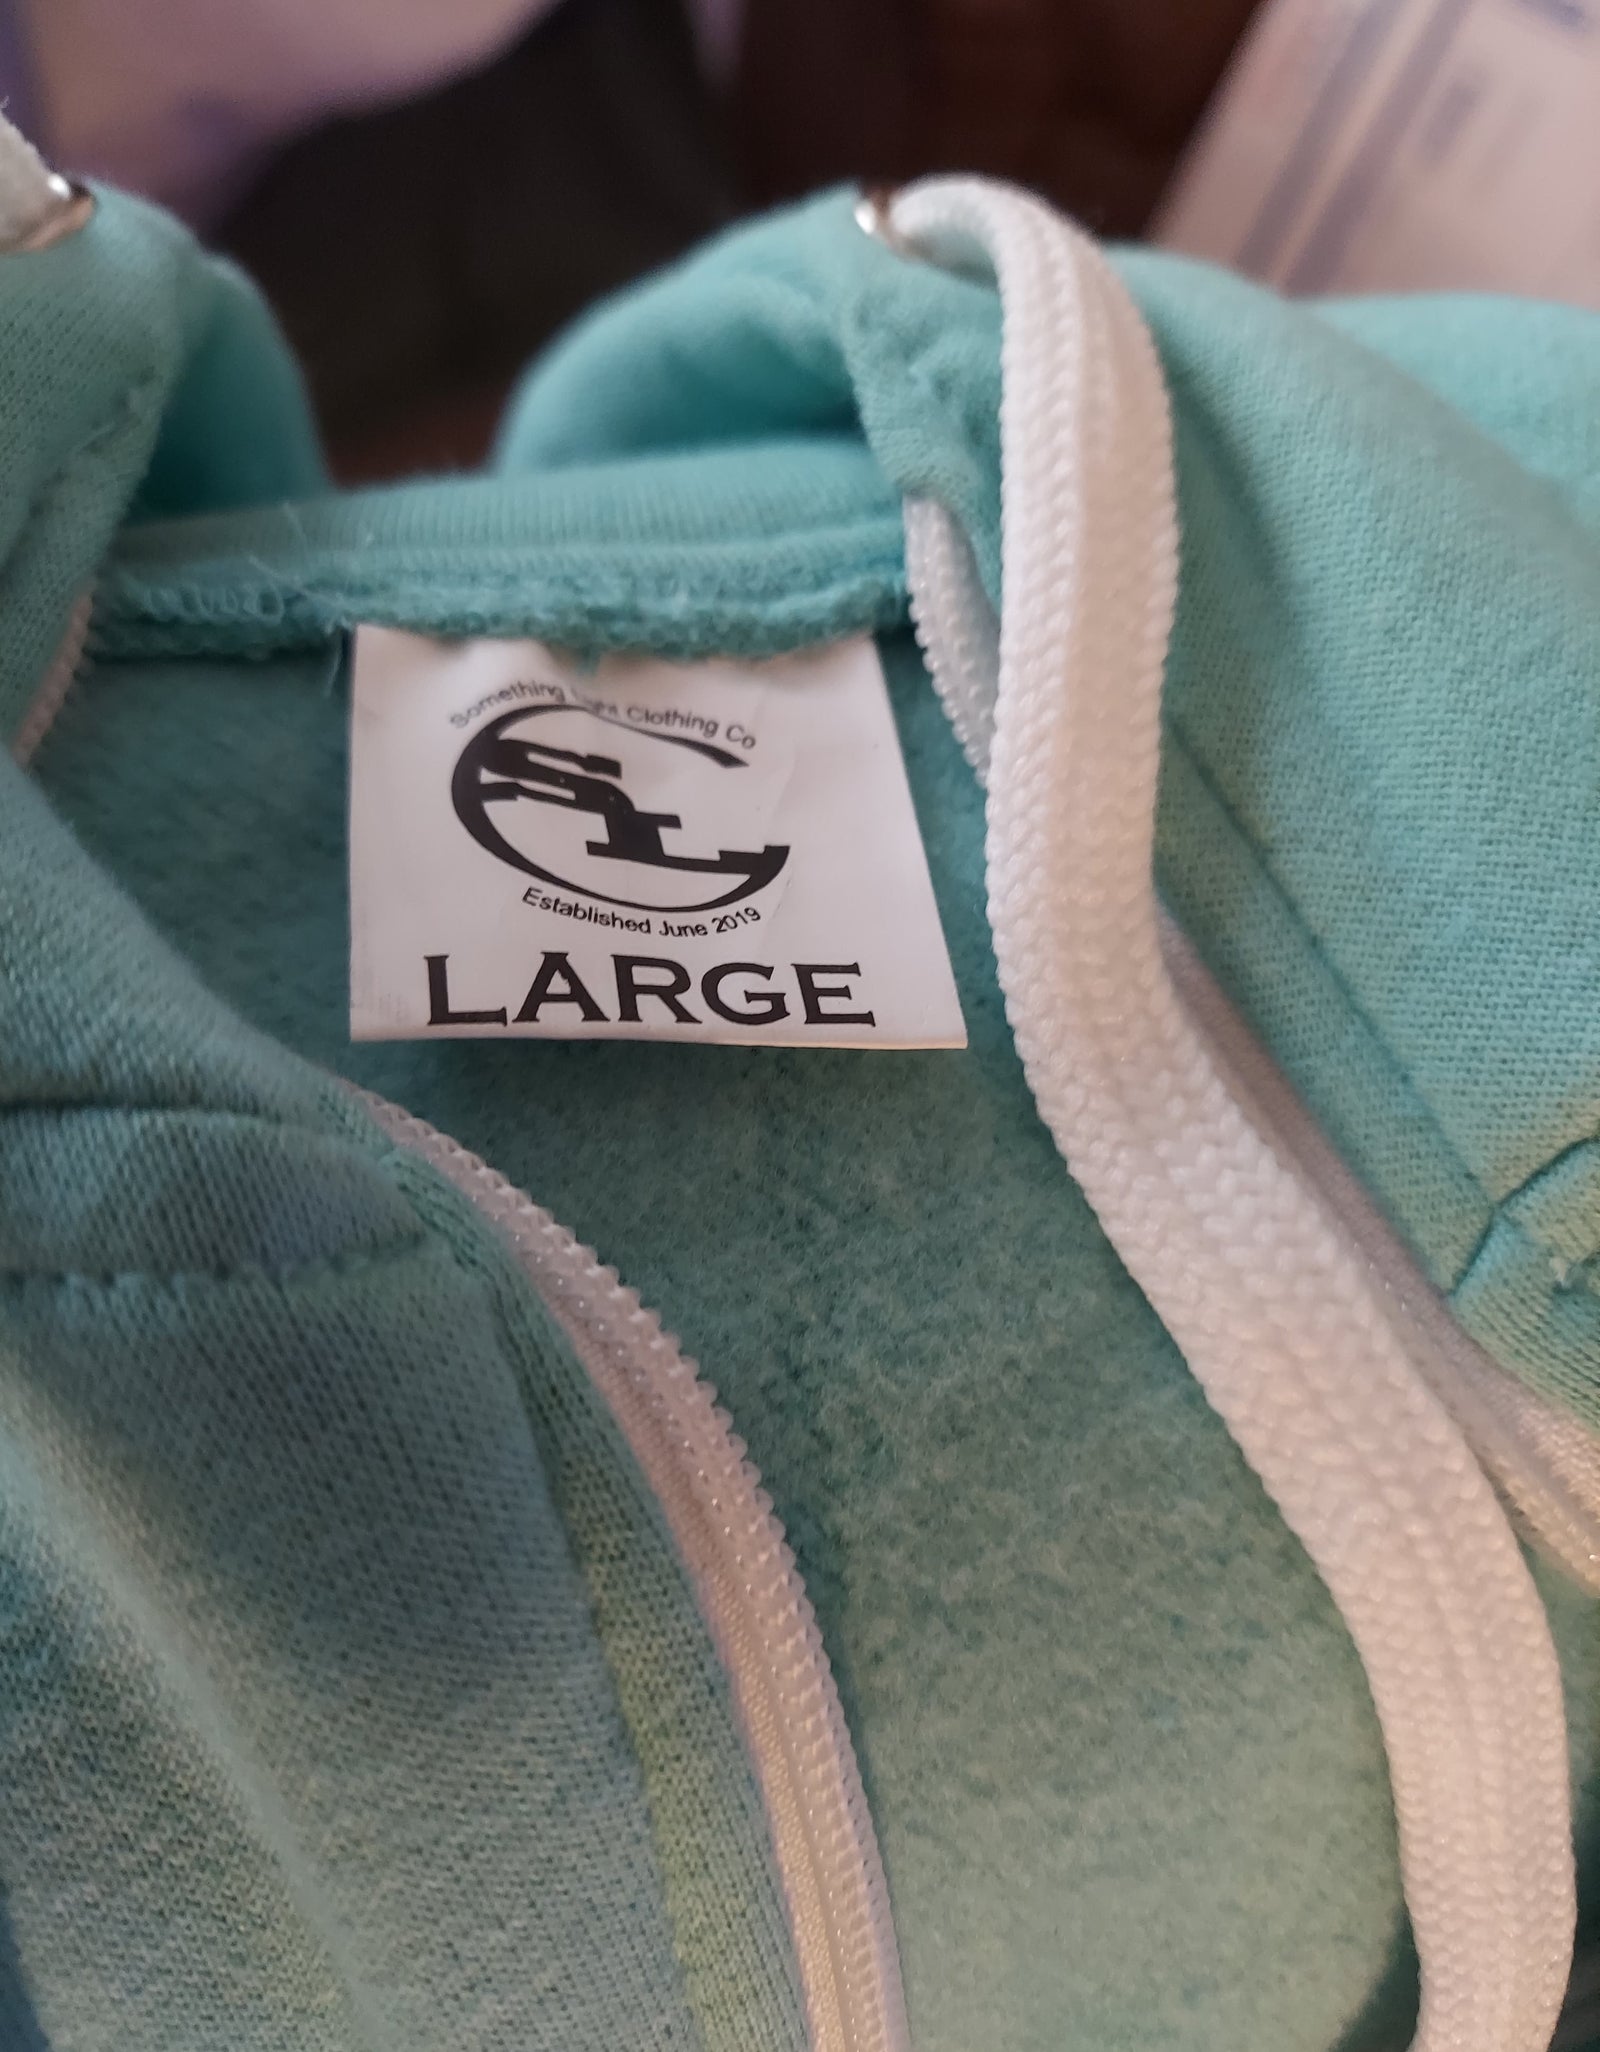 Something Clothing Co
SL
Established June 2019
LARGE